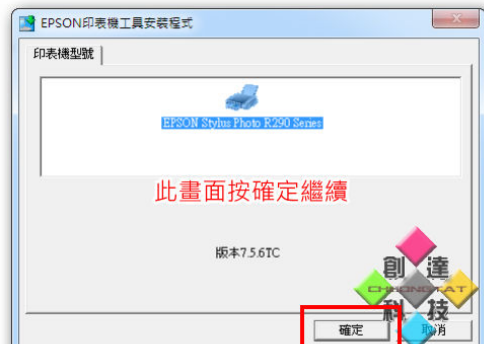 EPSON印表機工具安裝程式
印表機型號
EPSON Stylus Photo R290 Series
此畫面按確定繼續
版本7.5.6TC
創達
CHHONGTAT
科技
確定
取消